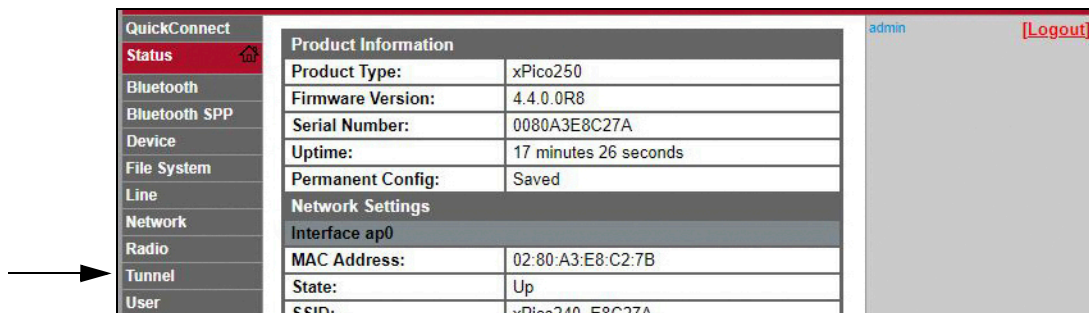 QuickConnect
Status
Bluetooth
Bluetooth SPP
Device
File System
Line
Network
Radio
Tunnel
User
Product Information
Product Type: xPico250
Firmware Version: 4.4.0.0R8
Serial Number: 0080A3E8C27A
Uptime: 17 minutes 26 seconds
Permanent Config: Saved
Network Settings
Interface ap0
MAC Address: 02:80:A3:E8:C2:7B
State: Up
SSID: xPico240_E8C27A
admin
[Logout]